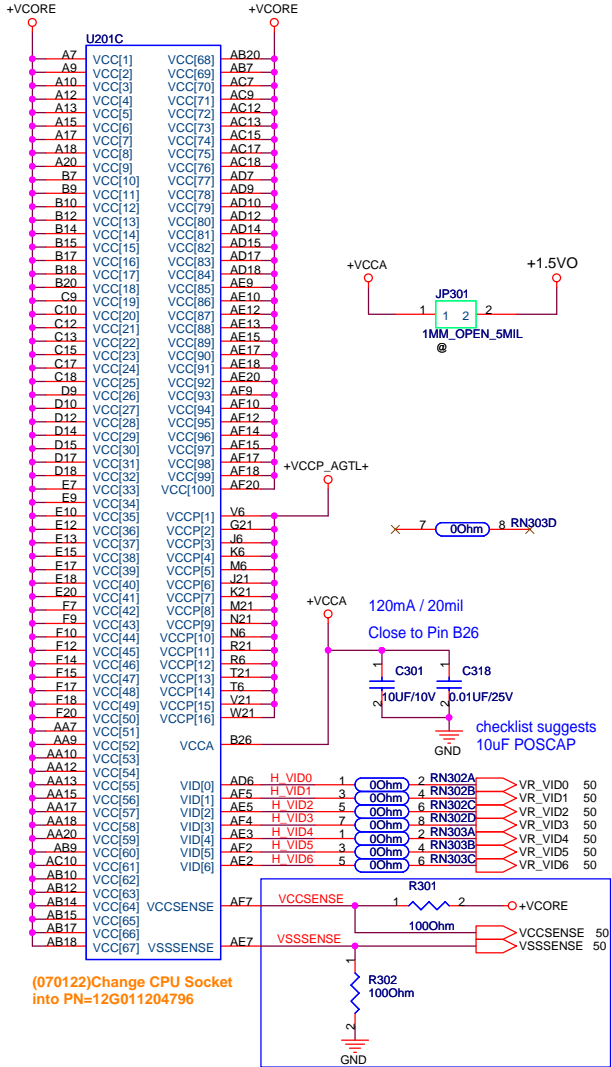 +VCORE +VCORE
U201C
A7 VCC[1] VCC[68] AB20
A9 VCC[2] VCC[69] AB7
A10 VCC[3] VCC[70] AC7
A12 VCC[4] VCC[71] AC9
A13 VCC[5] VCC[72] AC12
A15 VCC[6] VCC[73] AC13
A17 VCC[7] VCC[74] AC15
A18 VCC[8] VCC[75] AC17
A20 VCC[9] VCC[76] AC18
B7 VCC[10] VCC[77] AD7
B9 VCC[11] VCC[78] AD9
B10 VCC[12] VCC[79] AD10
B12 VCC[13] VCC[80] AD12
B14 VCC[14] VCC[81] AD14
B15 VCC[15] VCC[82] AD15
B17 VCC[16] VCC[83] AD17
B18 VCC[17] VCC[84] AD18
B20 VCC[18] VCC[85] AE9
C9 VCC[19] VCC[86] AE10
C10 VCC[20] VCC[87] AE12
C12 VCC[21] VCC[88] AE13
C13 VCC[22] VCC[89] AE15
C15 VCC[23] VCC[90] AE17
C17 VCC[24] VCC[91] AE18
C18 VCC[25] VCC[92] AE20
D9 VCC[26] VCC[93] AF9
D10 VCC[27] VCC[94] AF10
D12 VCC[28] VCC[95] AF12
D14 VCC[29] VCC[96] AF14
D15 VCC[30] VCC[97] AF15
D17 VCC[31] VCC[98] AF17
D18 VCC[32] VCC[99] AF18
E7 VCC[33] VCC[100] AF20
E9 VCC[34]
E10 VCC[35] VCCP[1] V6
E12 VCC[36] VCCP[2] G21
E13 VCC[37] VCCP[3] J6
E15 VCC[38] VCCP[4] K6
E17 VCC[39] VCCP[5] M6
E18 VCC[40] VCCP[6] J21
E20 VCC[41] VCCP[7] K21
F7 VCC[42] VCCP[8] M21
F9 VCC[43] VCCP[9] N21
F10 VCC[44] VCCP[10] N6
F12 VCC[45] VCCP[11] R21
F14 VCC[46] VCCP[12] R6
F15 VCC[47] VCCP[13] T21
F17 VCC[48] VCCP[14] T6
F18 VCC[49] VCCP[15] V21
F20 VCC[50] VCCP[16] W21
AA7 VCC[51]
AA9 VCC[52] VCCA B26
AA10 VCC[53]
AA12 VCC[54]
AA13 VCC[55] VID[0] AD6 H_VID0 1 0Ohm 2 RN302A VR_VID0 50
AA15 VCC[56] VID[1] AF5 H_VID1 3 0Ohm 4 RN302B VR_VID1 50
AA17 VCC[57] VID[2] AE5 H_VID2 5 0Ohm 6 RN302C VR_VID2 50
AA18 VCC[58] VID[3] AF4 H_VID3 7 0Ohm 8 RN302D VR_VID3 50
AA20 VCC[59] VID[4] AE3 H_VID4 1 0Ohm 2 RN303A VR_VID4 50
AB9 VCC[60] VID[5] AF2 H_VID5 3 0Ohm 4 RN303B VR_VID5 50
AC10 VCC[61] VID[6] AE2 H_VID6 5 0Ohm 6 RN303C VR_VID6 50
AB10 VCC[62]
AB12 VCC[63]
AB14 VCC[64] VCCSENSE AF7 VCCSENSE
AB15 VCC[65]
AB17 VCC[66]
AB18 VCC[67] VSSSENSE AE7 VSSSENSE
+VCCA +1.5VO
JP301
1 1 2 2
1MM_OPEN_5MIL
@
+VCCP_AGTL+
7 0Ohm 8 RN303D
+VCCA
120mA / 20mil
Close to Pin B26
1 C301 1 C318
10UF/10V 0.01UF/25V
2 2
GND
checklist suggests
10uF POSCAP
R301
1 2 +VCORE
100Ohm
VCCSENSE 50
VSSSENSE 50
1
R302
100Ohm
2
GND
(070122)Change CPU Socket
into PN=12G011204796